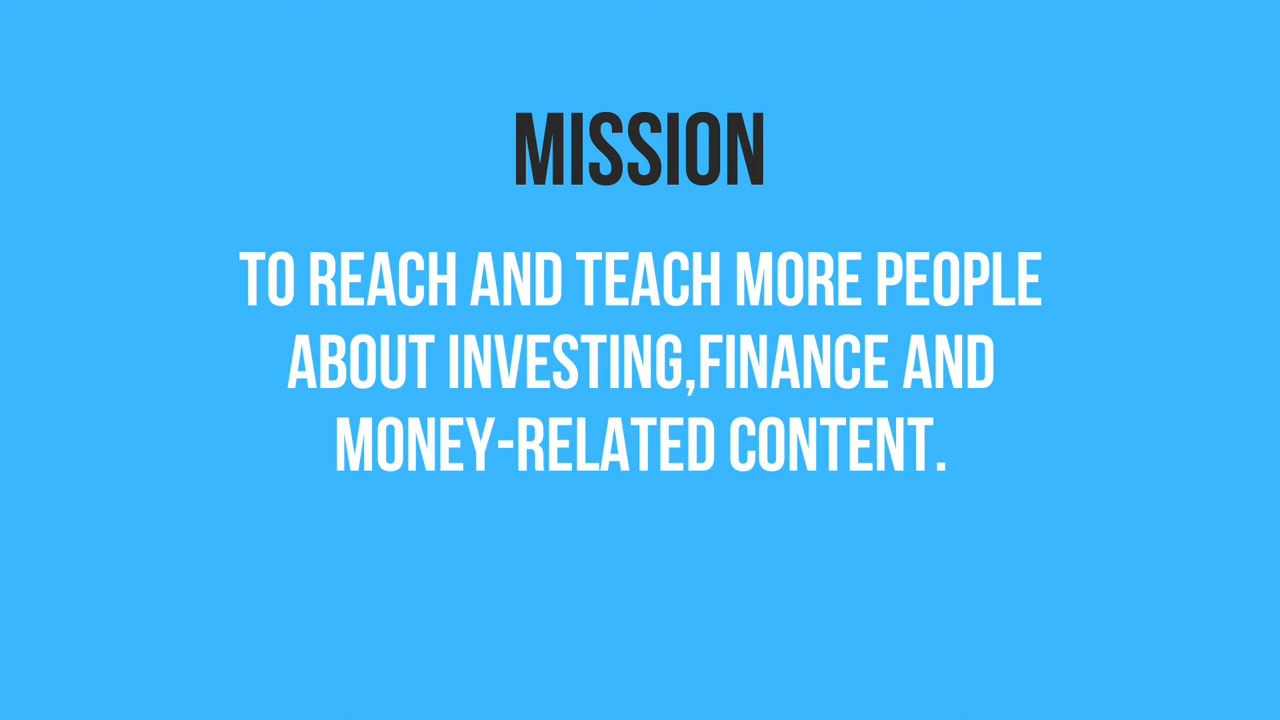 MISSION
TO REACH AND TEACH MORE PEOPLE
ABOUT INVESTING,FINANCE AND
MONEY-RELATED CONTENT.